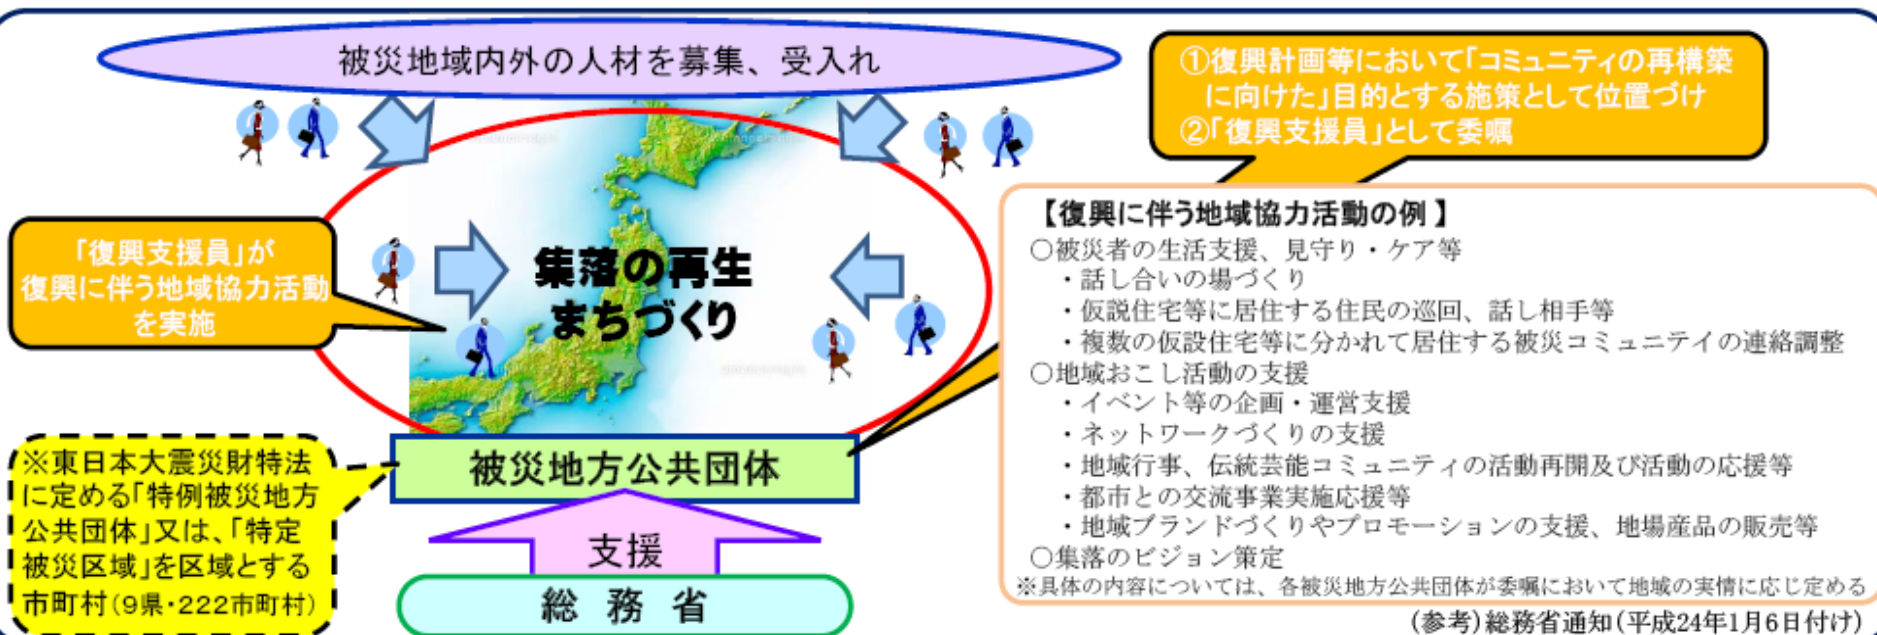 被災地域内外の人材を募集、受入れ
①復興計画等において「コミュニティの再構築
に向けた」目的とする施策として位置づけ
②「復興支援員」として委嘱
「復興支援員」が
復興に伴う地域協力活動
を実施
集落の再生
まちづくり
【復興に伴う地域協力活動の例】
○被災者の生活支援、見守り・ケア等
・話し合いの場づくり
・仮説住宅等に居住する住民の巡回、話し相手等
・複数の仮設住宅等に分かれて居住する被災コミュニテイの連絡調整
○地域おこし活動の支援
・イベント等の企画・運営支援
・ネットワークづくりの支援
・地域行事、伝統芸能コミュニティの活動再開及び活動の応援等
・都市との交流事業実施応援等
・地域ブランドづくりやプロモーションの支援、地場産品の販売等
○集落のビジョン策定
※具体の内容については、各被災地方公共団体が委嘱において地域の実情に応じ定める
被災地方公共団体
※東日本大震災財特法
に定める「特例被災地方
公共団体」又は、「特定
被災区域」を区域とする
市町村(9県・222市町村)
支援
総務省
(参考)総務省通知(平成24年1月6日付け)